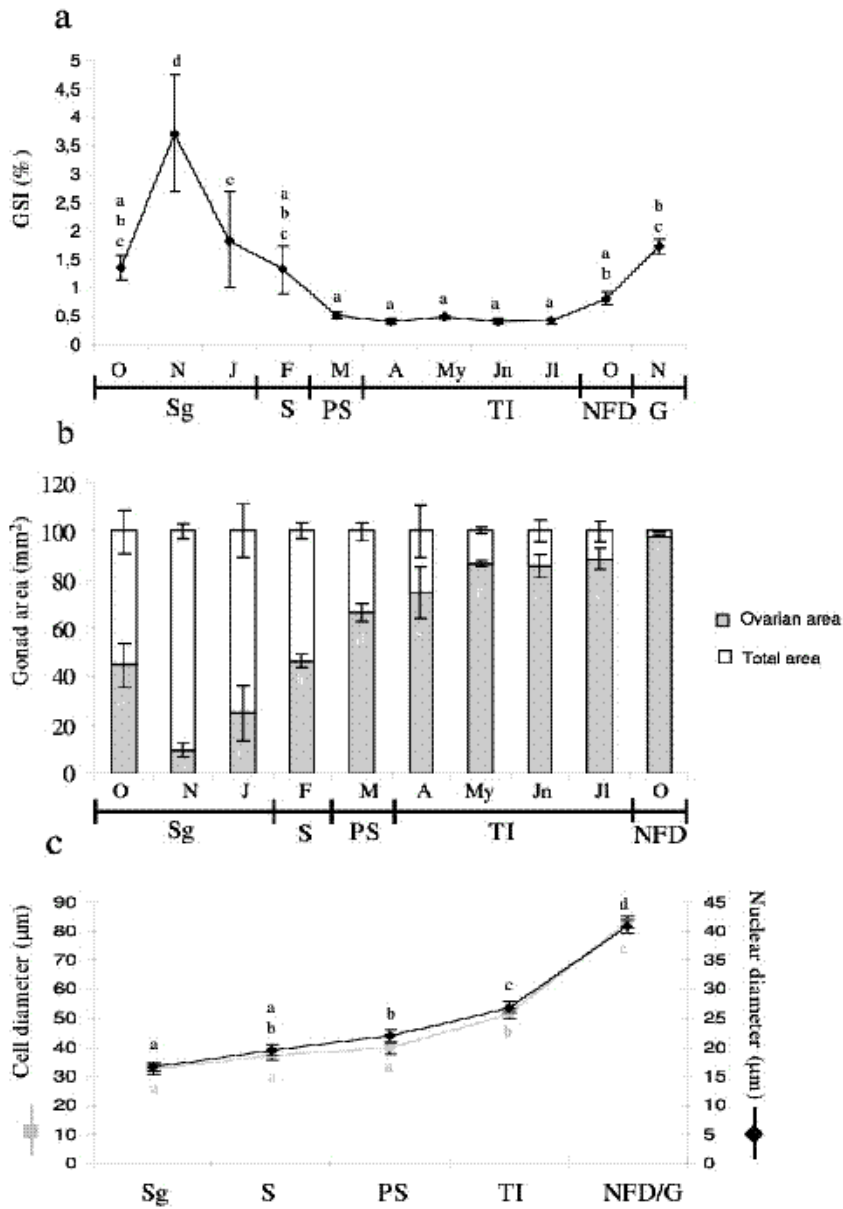 a
5
4,5
4
3,5
3
2,5
2
1,5
1
0,5
0
GSI (%)
a
b
c
d
c
a
b
c
a
a
a
a
a
a
b
b
c
O N J F M A My Jn Jl O N
Sg S PS TI NFD G
b
120
100
80
60
40
20
0
Gonad area (mm²)
Ovarian area
Total area
O N J F M A My Jn Jl O
Sg S PS TI NFD
c
90
80
70
60
50
40
30
20
10
0
Cell diameter (µm)
45
40
35
30
25
20
15
10
5
0
Nuclear diameter (µm)
a
a
b
b
c
d
a
a
a
b
c
Sg S PS TI NFD/G